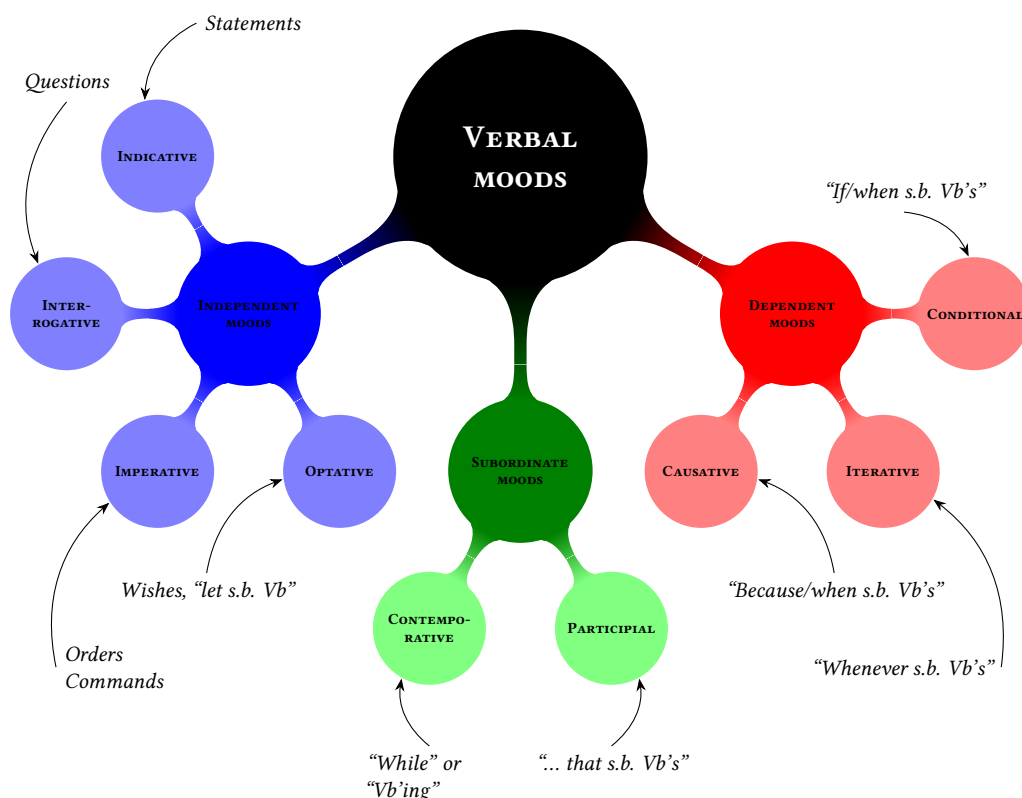 Statements
Questions
Verbal
moods
Indicative
"If/when s.b. Vb's"
Inter-
rogative
Independent
moods
Dependent
moods
Conditional
Imperative
Optative
Subordinate
moods
Causative
Iterative
Wishes, "let s.b. Vb"
"Because/when s.b. Vb's"
Contempo-
rative
Participial
Orders
Commands
"Whenever s.b. Vb's"
"While" or
"Vb'ing"
"... that s.b. Vb's"